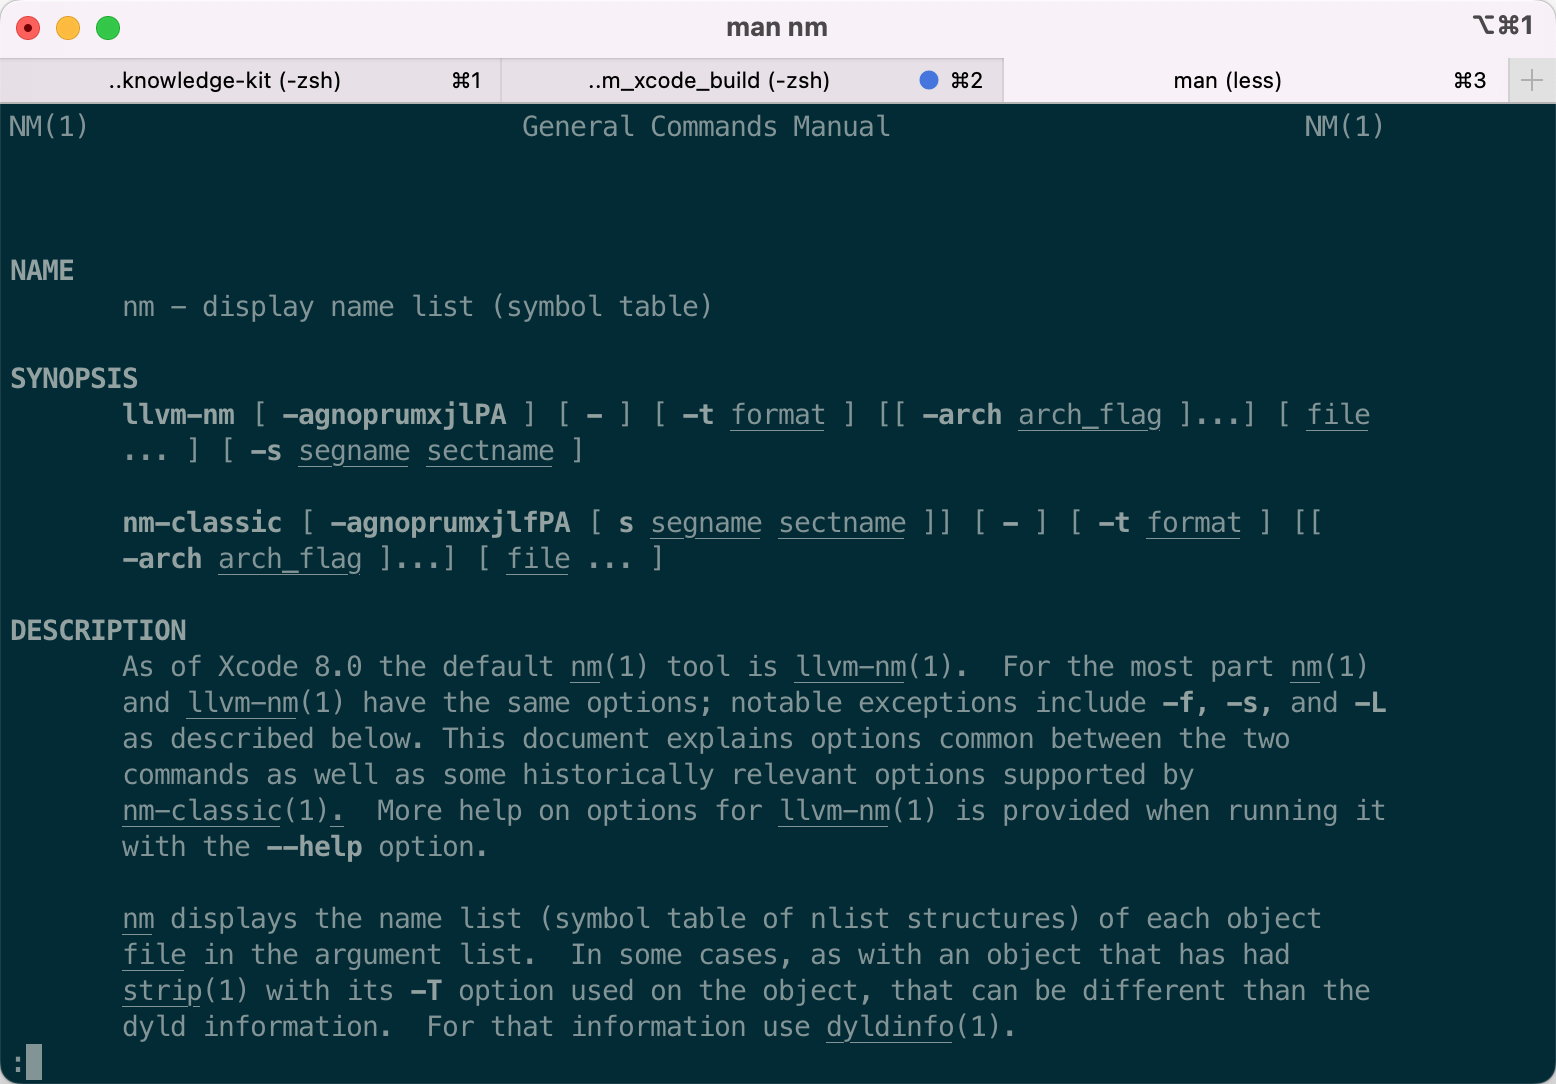 man nm
⌥⌘1
..knowledge-kit (-zsh) ⌘1
..m_xcode_build (-zsh) ⌘2
man (less) ⌘3
NM(1) General Commands Manual NM(1)
NAME
nm – display name list (symbol table)
SYNOPSIS
llvm-nm [ -agnoprumxjlPA ] [ - ] [ -t format ] [[ -arch arch_flag ]...] [ file
... ] [ -s segname sectname ]
nm-classic [ -agnoprumxjlfPA [ s segname sectname ]] [ - ] [ -t format ] [[
-arch arch_flag ]...] [ file ... ]
DESCRIPTION
As of Xcode 8.0 the default nm(1) tool is llvm-nm(1).  For the most part nm(1)
and llvm-nm(1) have the same options; notable exceptions include -f, -s, and -L
as described below. This document explains options common between the two
commands as well as some historically relevant options supported by
nm-classic(1).  More help on options for llvm-nm(1) is provided when running it
with the --help option.
nm displays the name list (symbol table of nlist structures) of each object
file in the argument list.  In some cases, as with an object that has had
strip(1) with its -T option used on the object, that can be different than the
dyld information.  For that information use dyldinfo(1).
: